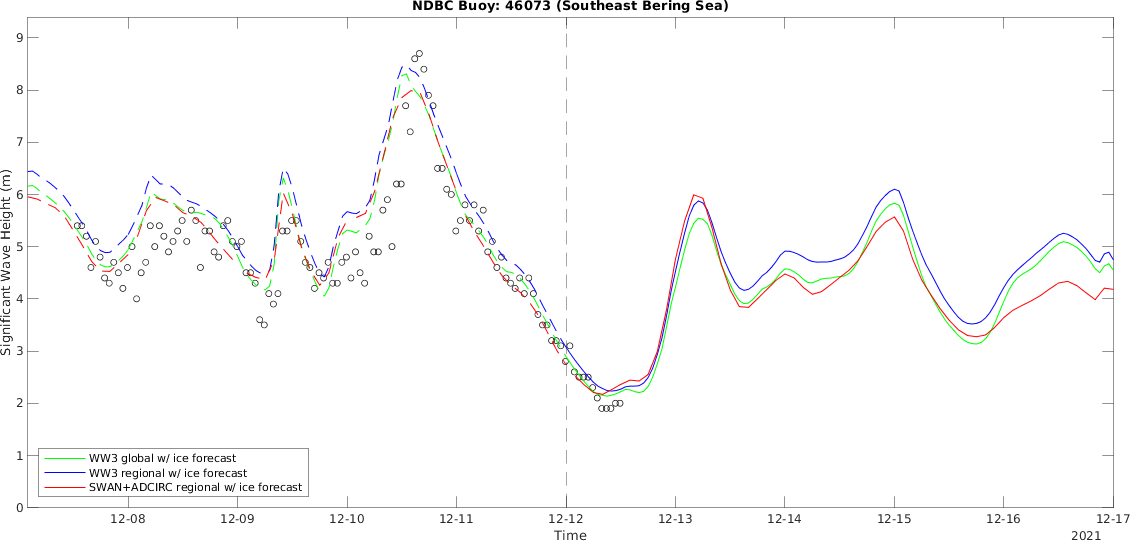 NDBC Buoy: 46073 (Southeast Bering Sea)
9
8
7
6
5
4
3
2
1
0
Significant Wave Height (m)
WW3 global w/ ice forecast
WW3 regional w/ ice forecast
SWAN+ADCIRC regional w/ ice forecast
12-08 12-09 12-10 12-11 12-12 12-13 12-14 12-15 12-16 12-17
Time
2021